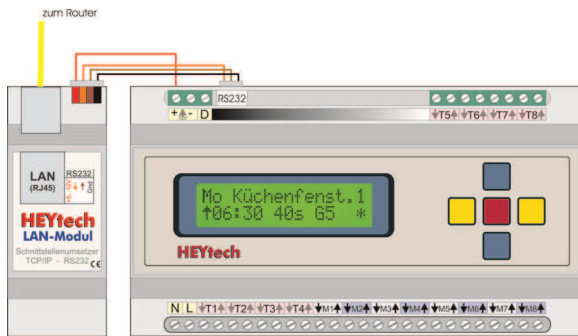 zum Router
RS232
+ - D
T5 T6 T7 T8
LAN
(RJ45)
RS232
Gnd
HEYtech
LAN-Modul
Schnittstellenumsetzer
TCP/IP - RS232 CE
Mo Küchenfenst.1
↑06:30 40s G5 *
HEYtech
N L ↓T1↑ ↓T2↑ ↓T3↑ ↓T4↑ ↓M1↑ ↓M2↑ ↓M3↑ ↓M4↑ ↓M5↑ ↓M6↑ ↓M7↑ ↓M8↑